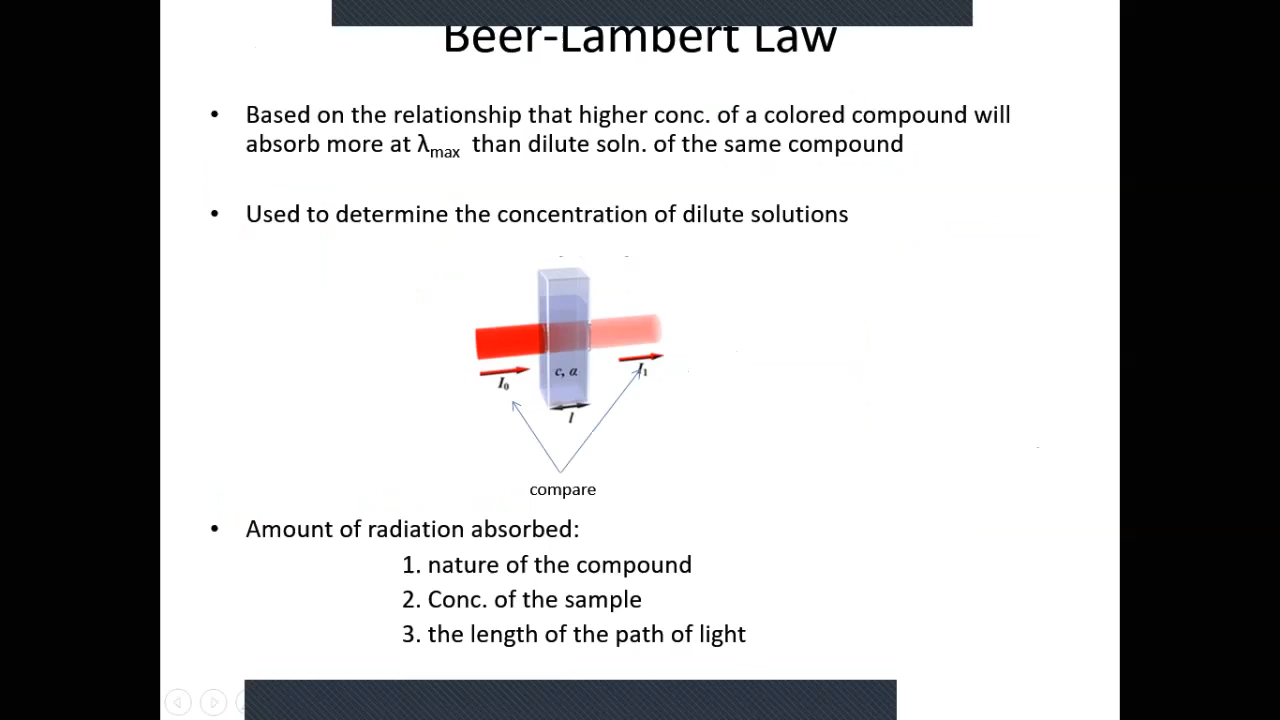 Beer-Lambert Law
• Based on the relationship that higher conc. of a colored compound will
absorb more at λmax than dilute soln. of the same compound
• Used to determine the concentration of dilute solutions
c, α
I₀
I₁
l
compare
• Amount of radiation absorbed:
1. nature of the compound
2. Conc. of the sample
3. the length of the path of light